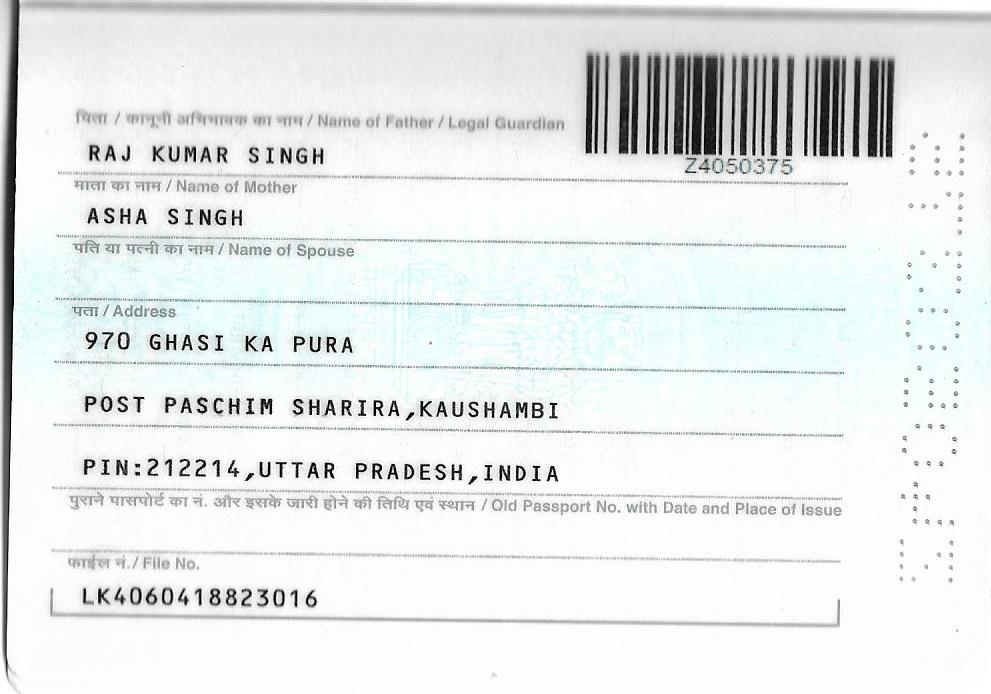 Z4050375
पिता / कानूनी अभिभावक का नाम / Name of Father / Legal Guardian
RAJ KUMAR SINGH
माता का नाम / Name of Mother
ASHA SINGH
पति या पत्नी का नाम / Name of Spouse
पता / Address
970 GHASI KA PURA
POST PASCHIM SHARIRA,KAUSHAMBI
PIN:212214,UTTAR PRADESH,INDIA
पुराने पासपोर्ट का नं. और इसके जारी होने की तिथि एवं स्थान / Old Passport No. with Date and Place of Issue
फाईल नं./ File No.
LK4060418823016